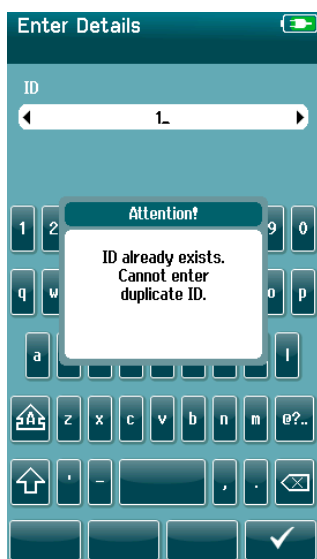 Enter Details
ID
1_
Attention!
ID already exists.
Cannot enter
duplicate ID.
1 2 9 0
q w o p
a l
A z x c v b n m @?..
' - , .